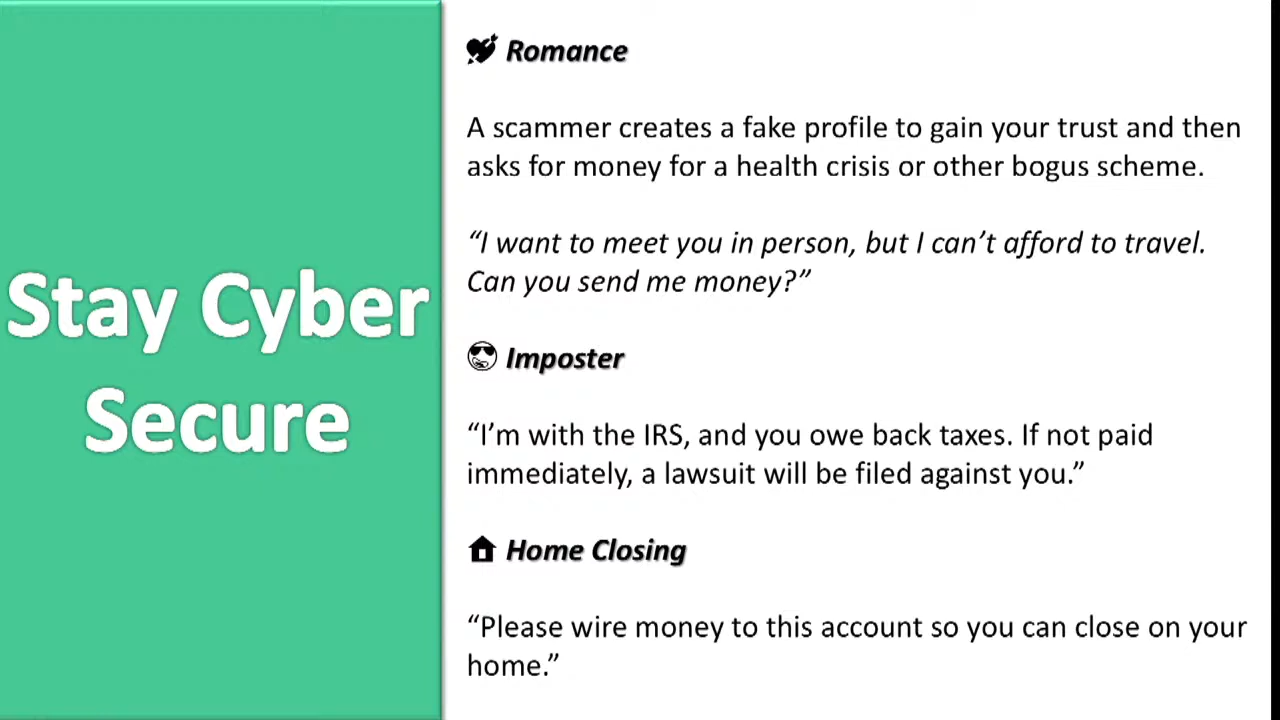 Stay Cyber
Secure
Romance
A scammer creates a fake profile to gain your trust and then
asks for money for a health crisis or other bogus scheme.
“I want to meet you in person, but I can’t afford to travel.
Can you send me money?”
Imposter
“I’m with the IRS, and you owe back taxes. If not paid
immediately, a lawsuit will be filed against you.”
Home Closing
“Please wire money to this account so you can close on your
home.”